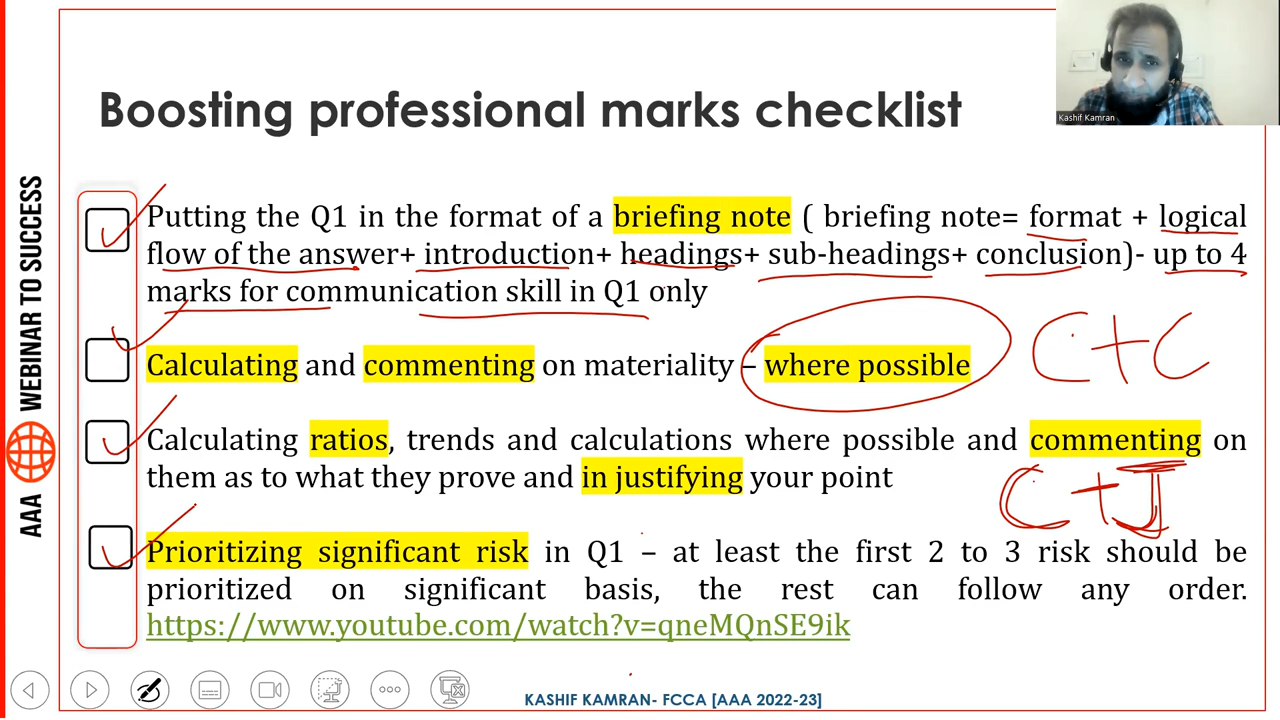 Kashif Kamran
Boosting professional marks checklist
AAA WEBINAR TO SUCCESS
Putting the Q1 in the format of a briefing note ( briefing note= format + logical
flow of the answer+ introduction+ headings+ sub-headings+ conclusion)- up to 4
marks for communication skill in Q1 only
Calculating and commenting on materiality – where possible
C+C
Calculating ratios, trends and calculations where possible and commenting on
them as to what they prove and in justifying your point
C+J
Prioritizing significant risk in Q1 – at least the first 2 to 3 risk should be
prioritized on significant basis, the rest can follow any order.
https://www.youtube.com/watch?v=qneMQnSE9ik
KASHIF KAMRAN- FCCA [AAA 2022-23]